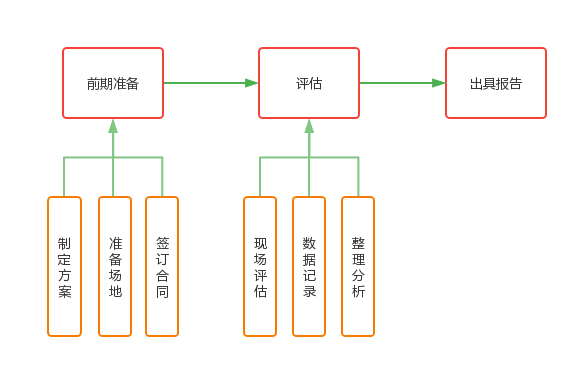 前期准备
评估
出具报告
制定方案
准备场地
签订合同
现场评估
数据记录
整理分析